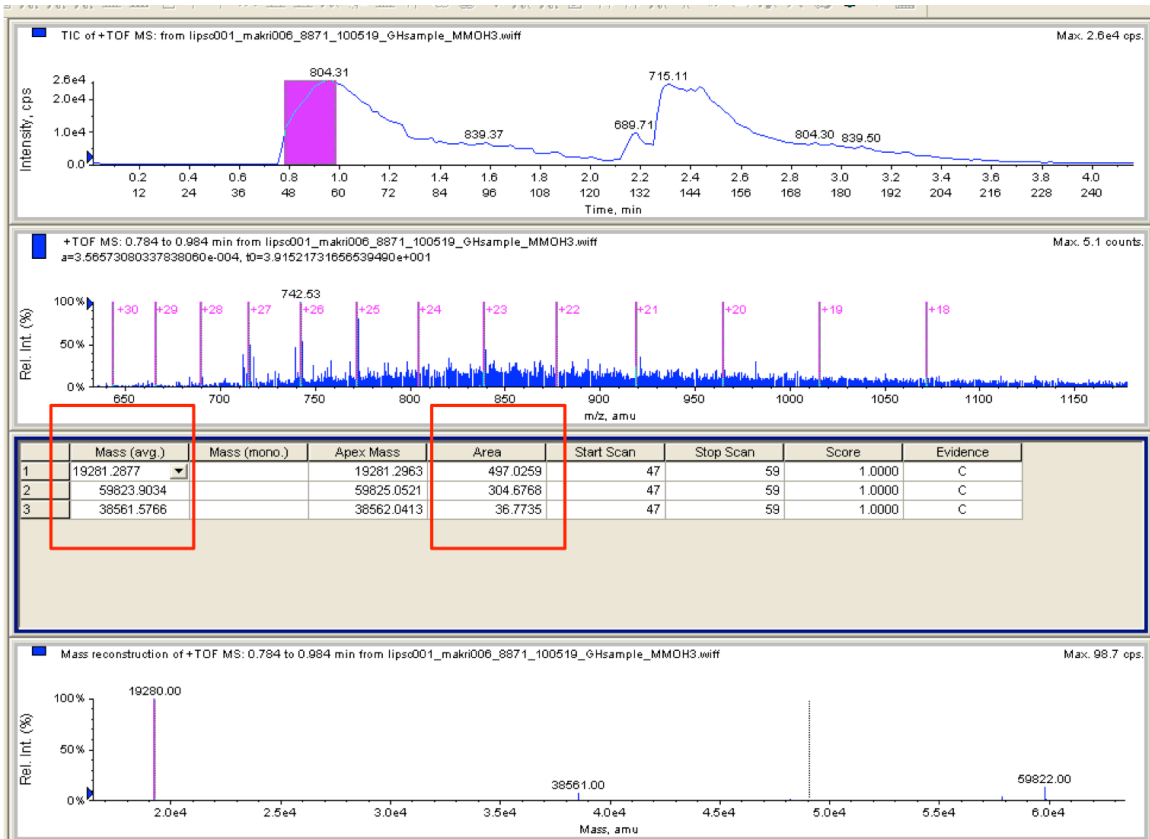 TIC of +TOF MS: from lipsc001_makri006_8871_100519_GHsample_MMOH3.wiff
Max. 2.6e4 cps.
Intensity, cps
2.6e4
2.0e4
1.0e4
0.0
804.31
839.37
689.71
715.11
804.30
839.50
0.2 0.4 0.6 0.8 1.0 1.2 1.4 1.6 1.8 2.0 2.2 2.4 2.6 2.8 3.0 3.2 3.4 3.6 3.8 4.0
12 24 36 48 60 72 84 96 108 120 132 144 156 168 180 192 204 216 228 240
Time, min
+TOF MS: 0.784 to 0.984 min from lipsc001_makri006_8871_100519_GHsample_MMOH3.wiff
Max. 5.1 counts.
a=3.56573080337838060e-004, t0=3.91521731656539490e+001
Rel. Int. (%)
100%
50%
0%
742.53
+30 +29 +28 +27 +26 +25 +24 +23 +22 +21 +20 +19 +18
650 700 750 800 850 900 950 1000 1050 1100 1150
m/z, amu
Mass (avg.) Mass (mono.) Apex Mass Area Start Scan Stop Scan Score Evidence
1 19281.2877 19281.2963 497.0259 47 59 1.0000 C
2 59823.9034 59825.0521 304.6768 47 59 1.0000 C
3 38561.5766 38562.0413 36.7735 47 59 1.0000 C
Mass reconstruction of +TOF MS: 0.784 to 0.984 min from lipsc001_makri006_8871_100519_GHsample_MMOH3.wiff
Max. 98.7 cps.
Rel. Int. (%)
100%
50%
0%
19280.00
38561.00
59822.00
2.0e4 2.5e4 3.0e4 3.5e4 4.0e4 4.5e4 5.0e4 5.5e4 6.0e4
Mass, amu